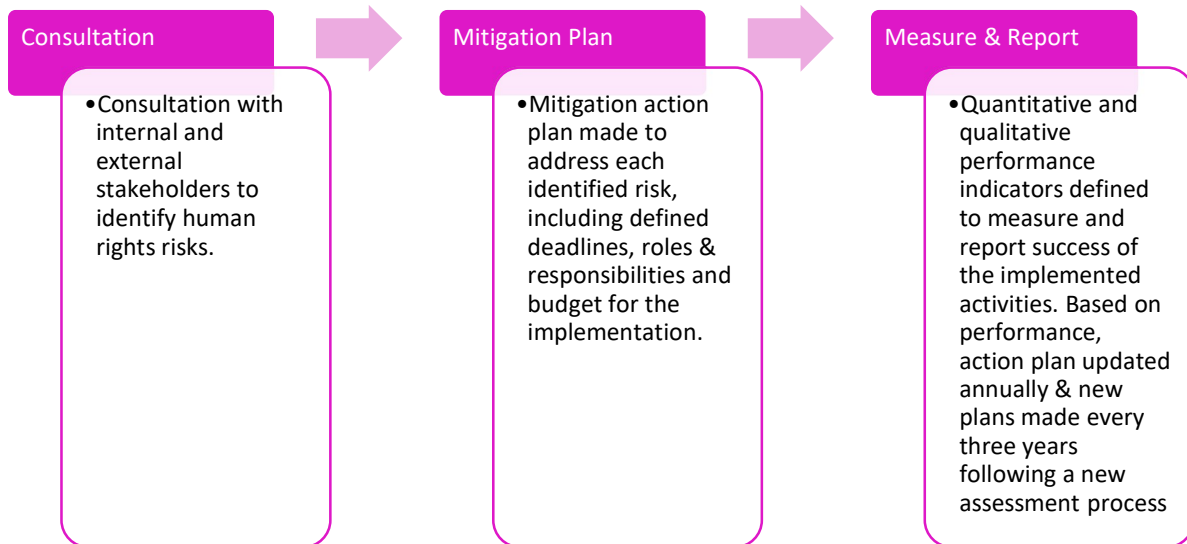 Consultation
•Consultation with
internal and
external
stakeholders to
identify human
rights risks.
Mitigation Plan
•Mitigation action
plan made to
address each
identified risk,
including defined
deadlines, roles &
responsibilities and
budget for the
implementation.
Measure & Report
•Quantitative and
qualitative
performance
indicators defined
to measure and
report success of
the implemented
activities. Based on
performance,
action plan updated
annually & new
plans made every
three years
following a new
assessment process